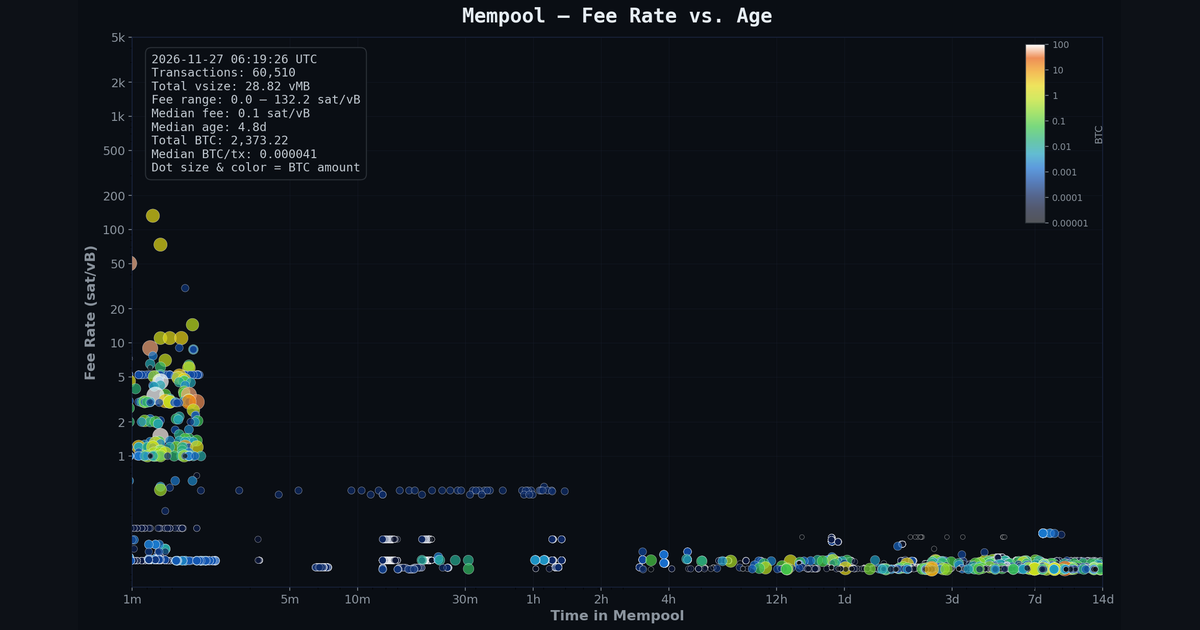 Mempool — Fee Rate vs. Age
5k
2k
1k
500
200
100
50
20
10
5
2
1
Fee Rate (sat/vB)
2026-11-27 06:19:26 UTC
Transactions: 60,510
Total vsize: 28.82 vMB
Fee range: 0.0 — 132.2 sat/vB
Median fee: 0.1 sat/vB
Median age: 4.8d
Total BTC: 2,373.22
Median BTC/tx: 0.000041
Dot size & color = BTC amount
100
10
1
0.1
0.01
0.001
0.0001
0.00001
BTC
1m 5m 10m 30m 1h 2h 4h 12h 1d 3d 7d 14d
Time in Mempool